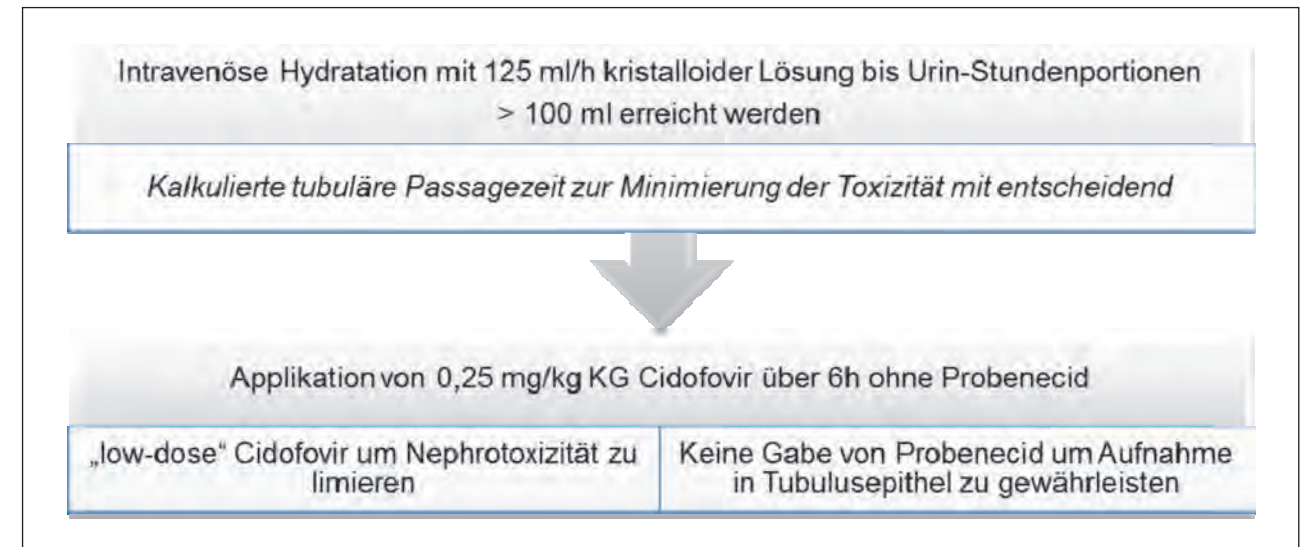 Intravenöse Hydratation mit 125 ml/h kristalloider Lösung bis Urin-Stundenportionen
> 100 ml erreicht werden
Kalkulierte tubuläre Passagezeit zur Minimierung der Toxizität mit entscheidend
Applikation von 0,25 mg/kg KG Cidofovir über 6h ohne Probenecid
„low-dose“ Cidofovir um Nephrotoxizität zu
limieren
Keine Gabe von Probenecid um Aufnahme
in Tubulusepithel zu gewährleisten